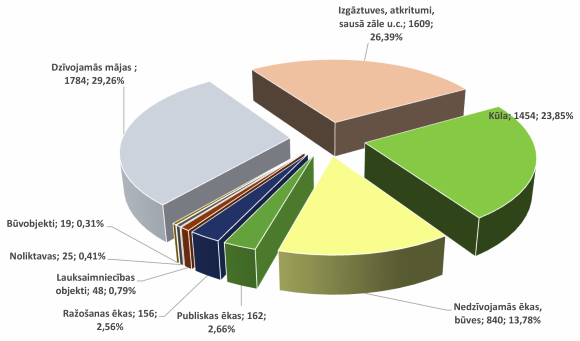 Izgāztuves, atkritumi,
sausā zāle u.c.; 1609;
26,39%
Dzīvojamās mājas ;
1784; 29,26%
Kūla; 1454; 23,85%
Būvobjekti; 19; 0,31%
Noliktavas; 25; 0,41%
Lauksaimniecības
objekti; 48; 0,79%
Ražošanas ēkas; 156;
2,56%
Publiskas ēkas; 162;
2,66%
Nedzīvojamās ēkas,
būves; 840; 13,78%